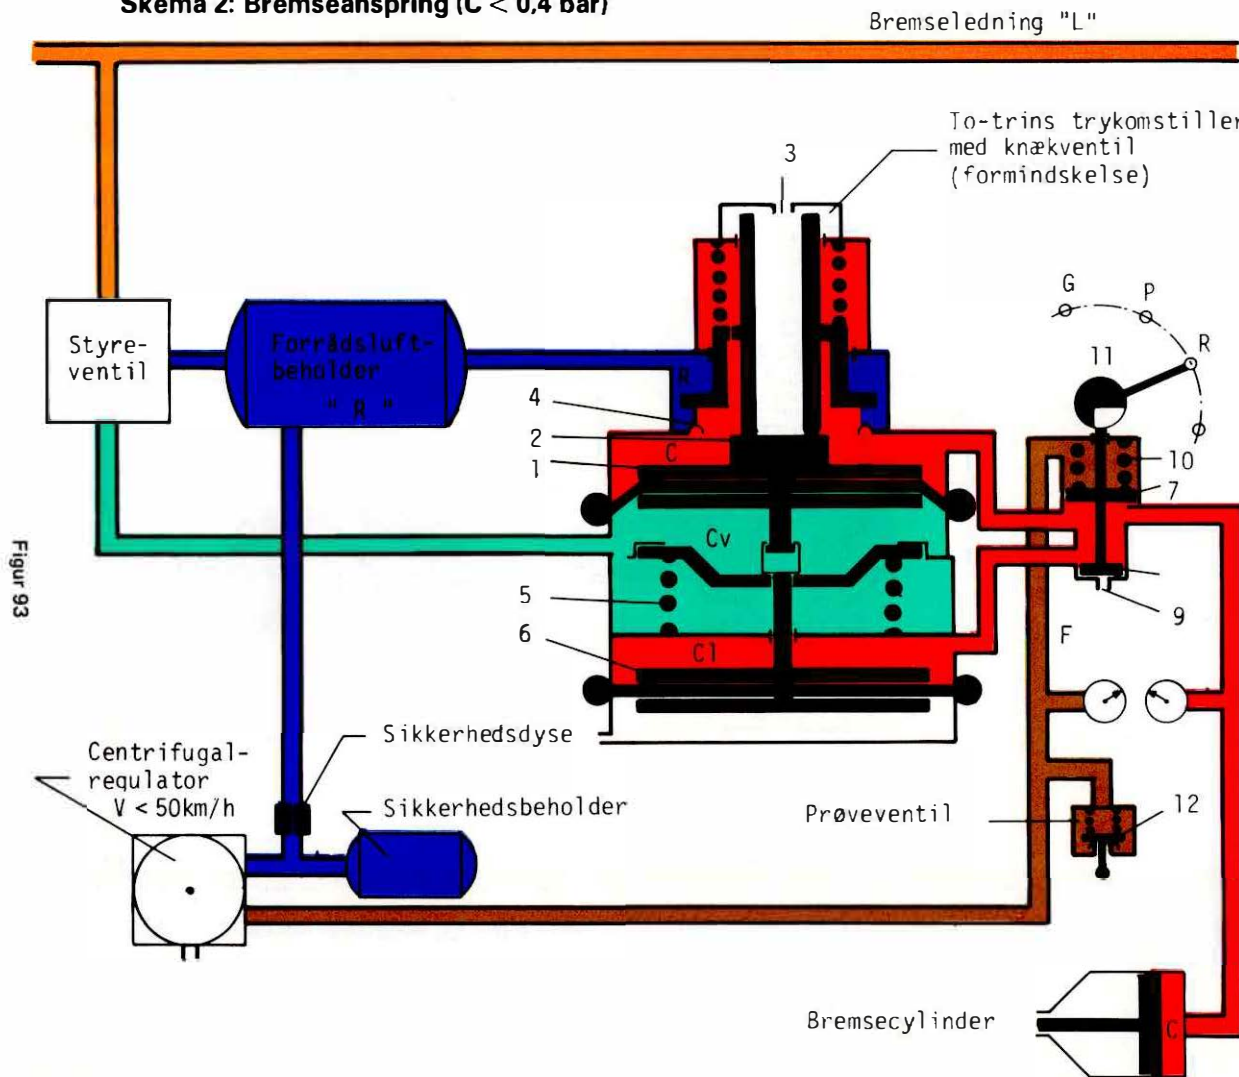 Skema 2: Bremseanspring (C < 0,4 bar)
Bremseledning "L"
To-trins trykomstiller
med knækventil
(formindskelse)
3
G
P
R
11
Styre-
ventil
Forrådsluft-
beholder
" R "
R
4
2
1
C
10
7
Cv
5
6
9
F
Cl
Figur 93
Sikkerhedsdyse
Centrifugal-
regulator
V < 50km/h
Sikkerhedsbeholder
Prøveventil
12
Bremsecylinder
C